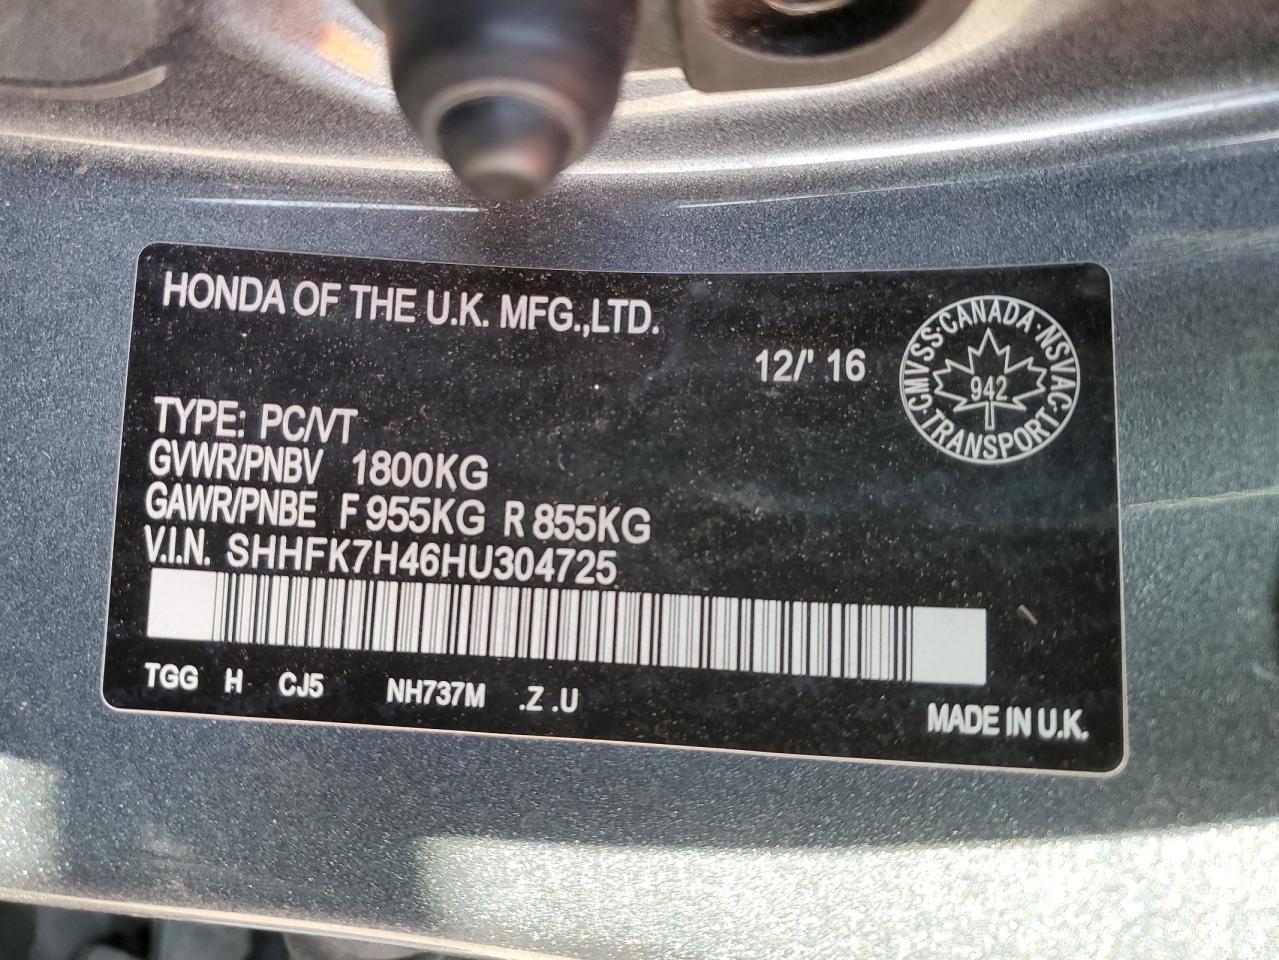 HONDA OF THE U.K. MFG.,LTD.
12/' 16
CMVSS·CANADA·NSVAC·TRANSPORT·
942
TYPE: PC/VT
GVWR/PNBV 1800KG
GAWR/PNBE F 955KG R 855KG
V.I.N. SHHFK7H46HU304725
TGG H CJ5 NH737M .Z .U
MADE IN U.K.